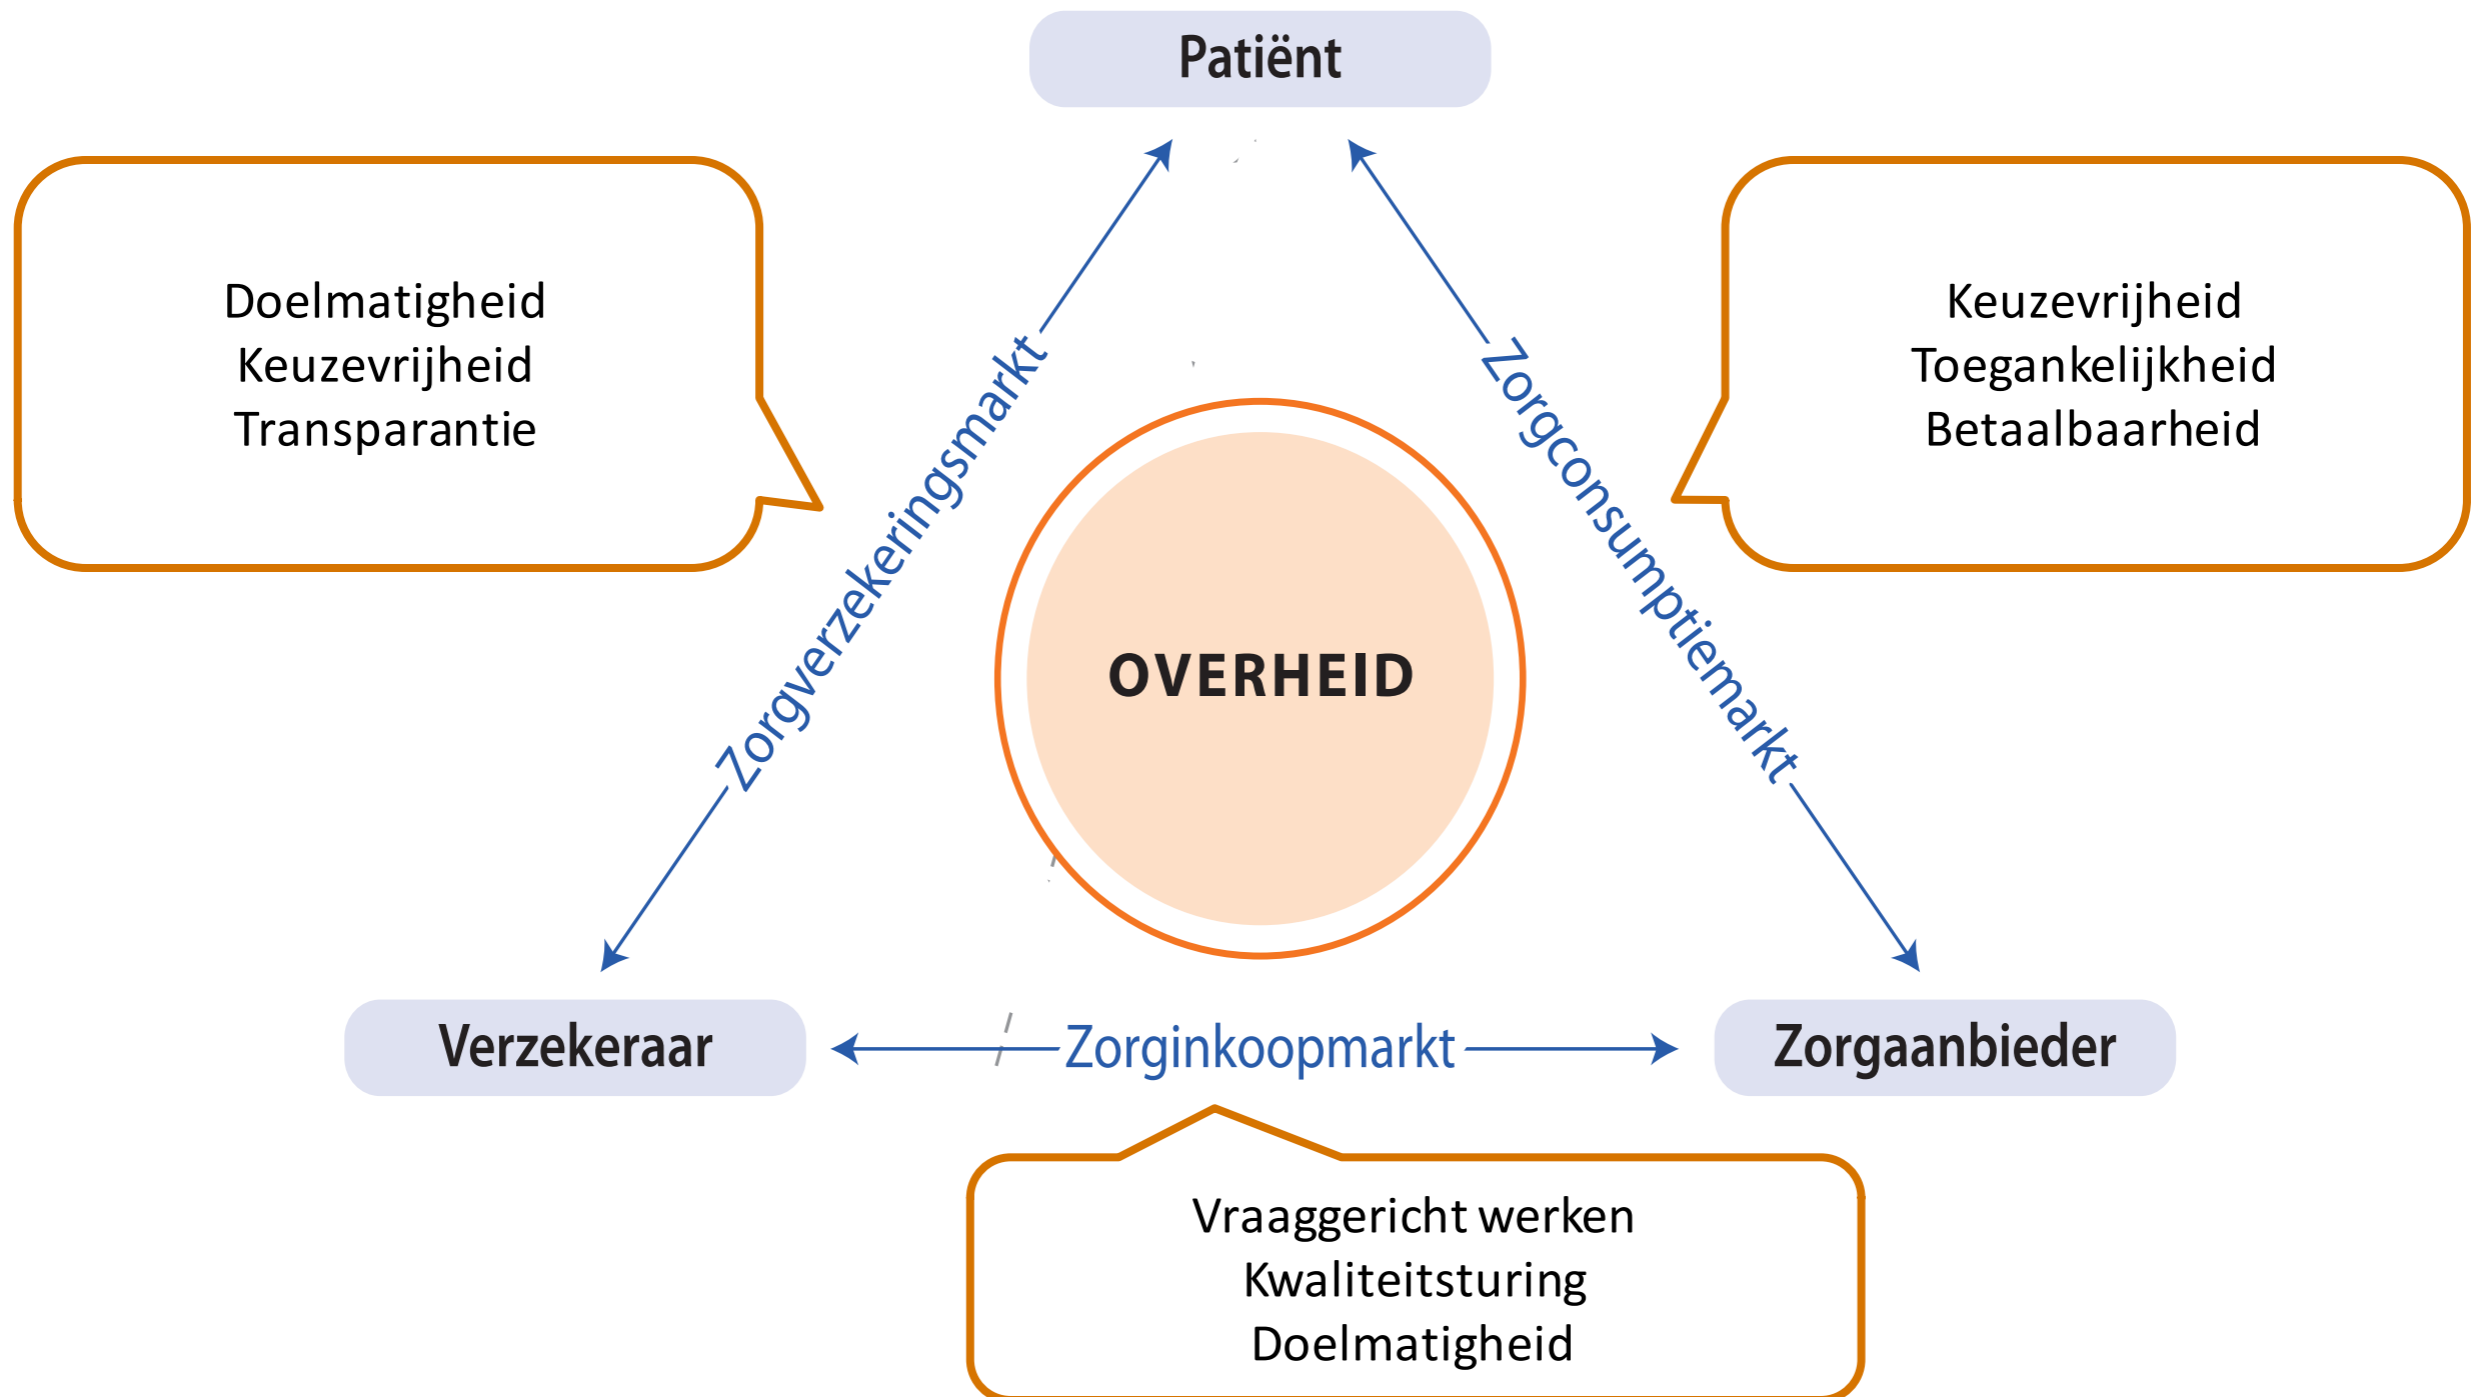 Patiënt
Doelmatigheid
Keuzevrijheid
Transparantie
Keuzevrijheid
Toegankelijkheid
Betaalbaarheid
Zorgverzekeringsmarkt
Zorgconsumptiemarkt
OVERHEID
Verzekeraar
Zorginkoopmarkt
Zorgaanbieder
Vraaggericht werken
Kwaliteitsturing
Doelmatigheid